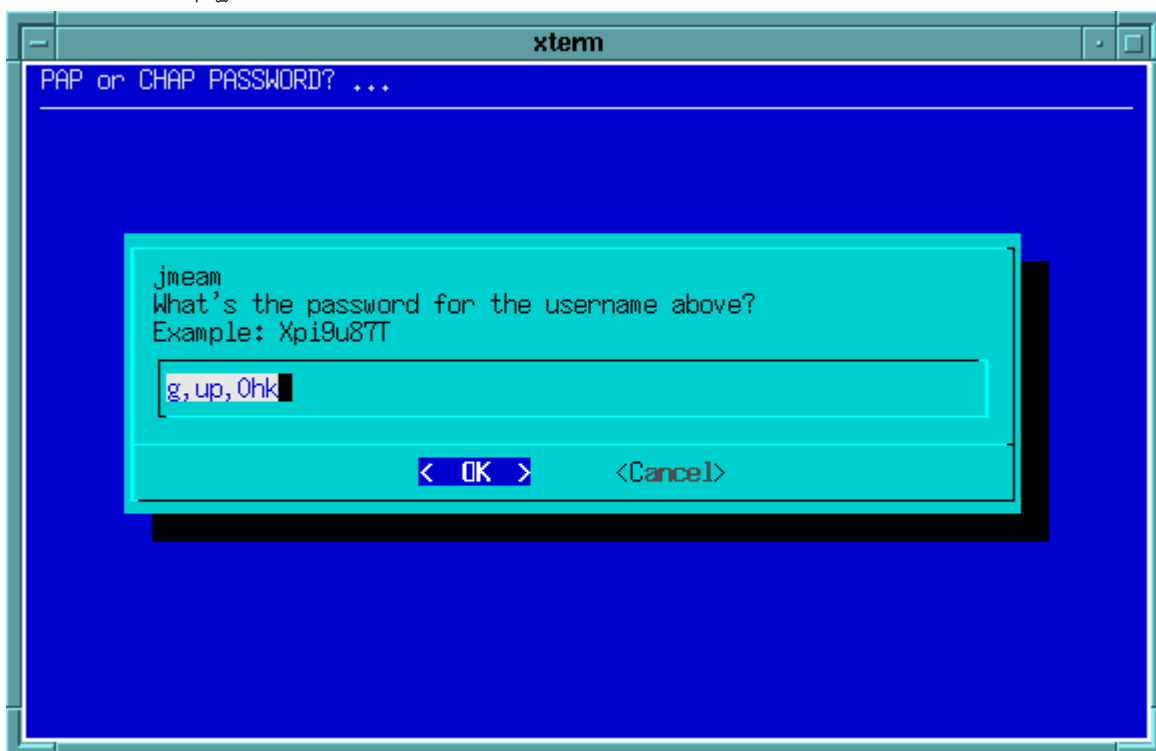 xterm
PAP or CHAP PASSWORD? ...
jmeam
What's the password for the username above?
Example: Xpi9u87T
g,up,0hk
< OK > <Cancel>